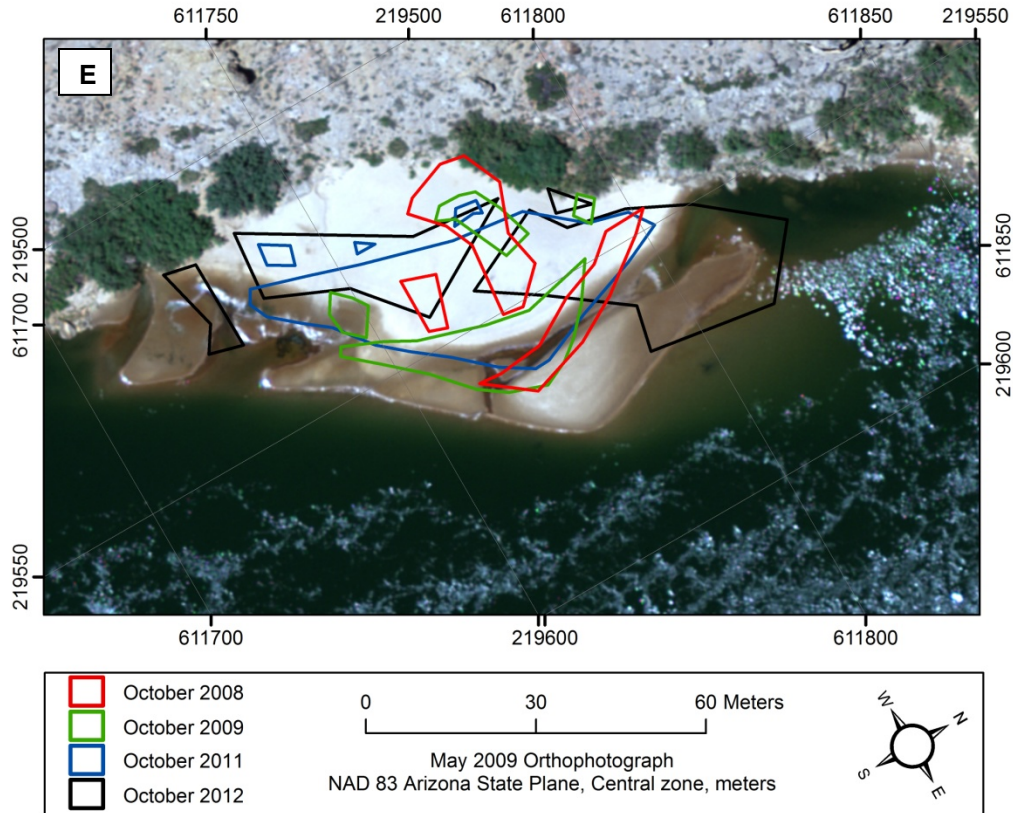 611750 219500 611800 611850 219550
E
219500
611700
219550
611850
219600
611700 219600 611800
October 2008
October 2009
October 2011
October 2012
0 30 60 Meters
May 2009 Orthophotograph
NAD 83 Arizona State Plane, Central zone, meters
W N
S E